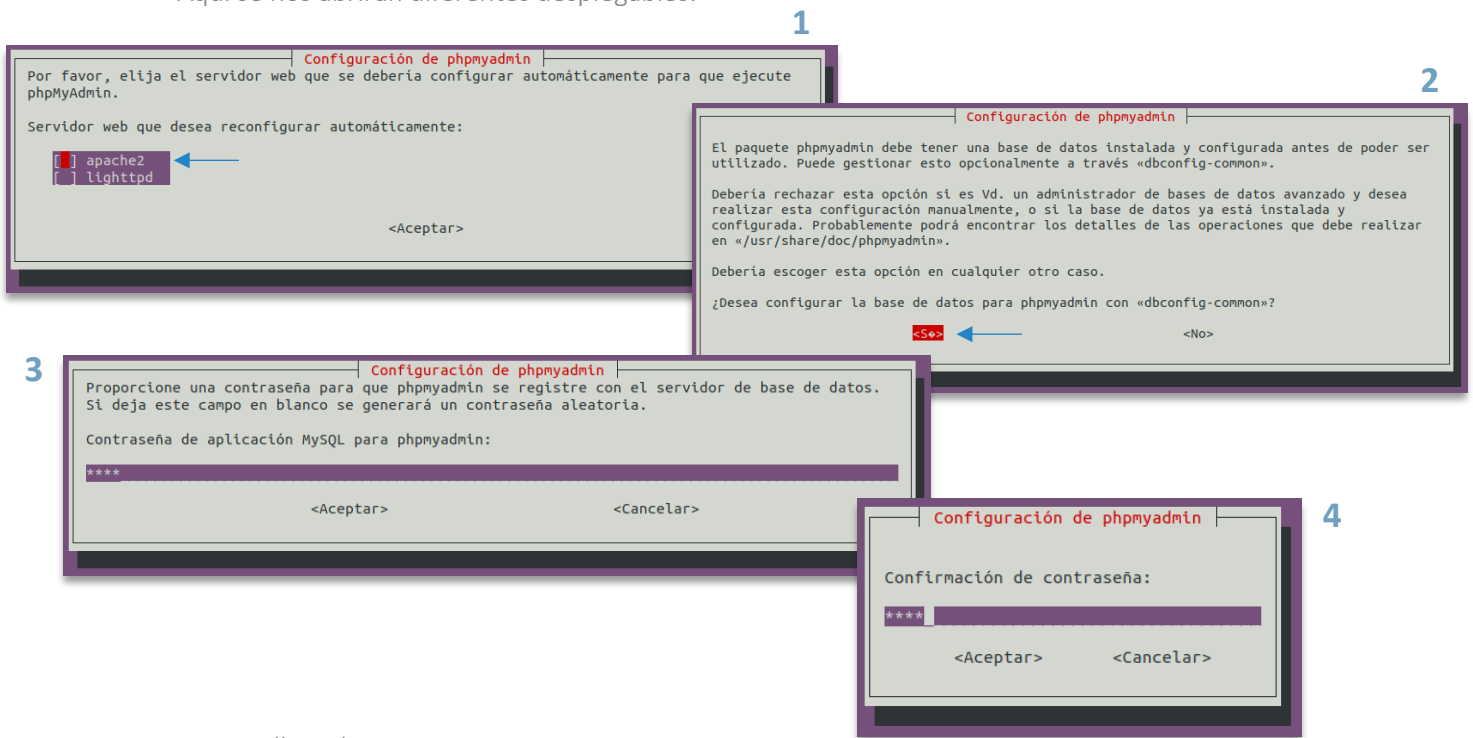 Aquí se nos abrirán diferentes desplegables:
1
Configuración de phpmyadmin
Por favor, elija el servidor web que se debería configurar automáticamente para que ejecute
phpMyAdmin.
Servidor web que desea reconfigurar automáticamente:
[ ] apache2
[ ] lighttpd
<Aceptar>
2
Configuración de phpmyadmin
El paquete phpmyadmin debe tener una base de datos instalada y configurada antes de poder ser
utilizado. Puede gestionar esto opcionalmente a través «dbconfig-common».
Debería rechazar esta opción si es Vd. un administrador de bases de datos avanzado y desea
realizar esta configuración manualmente, o si la base de datos ya está instalada y
configurada. Probablemente podrá encontrar los detalles de las operaciones que debe realizar
en «/usr/share/doc/phpmyadmin».
Debería escoger esta opción en cualquier otro caso.
¿Desea configurar la base de datos para phpmyadmin con «dbconfig-common»?
<S�> <No>
3
Configuración de phpmyadmin
Proporcione una contraseña para que phpmyadmin se registre con el servidor de base de datos.
Si deja este campo en blanco se generará un contraseña aleatoria.
Contraseña de aplicación MySQL para phpmyadmin:
****
<Aceptar> <Cancelar>
4
Configuración de phpmyadmin
Confirmación de contraseña:
****_
<Aceptar> <Cancelar>